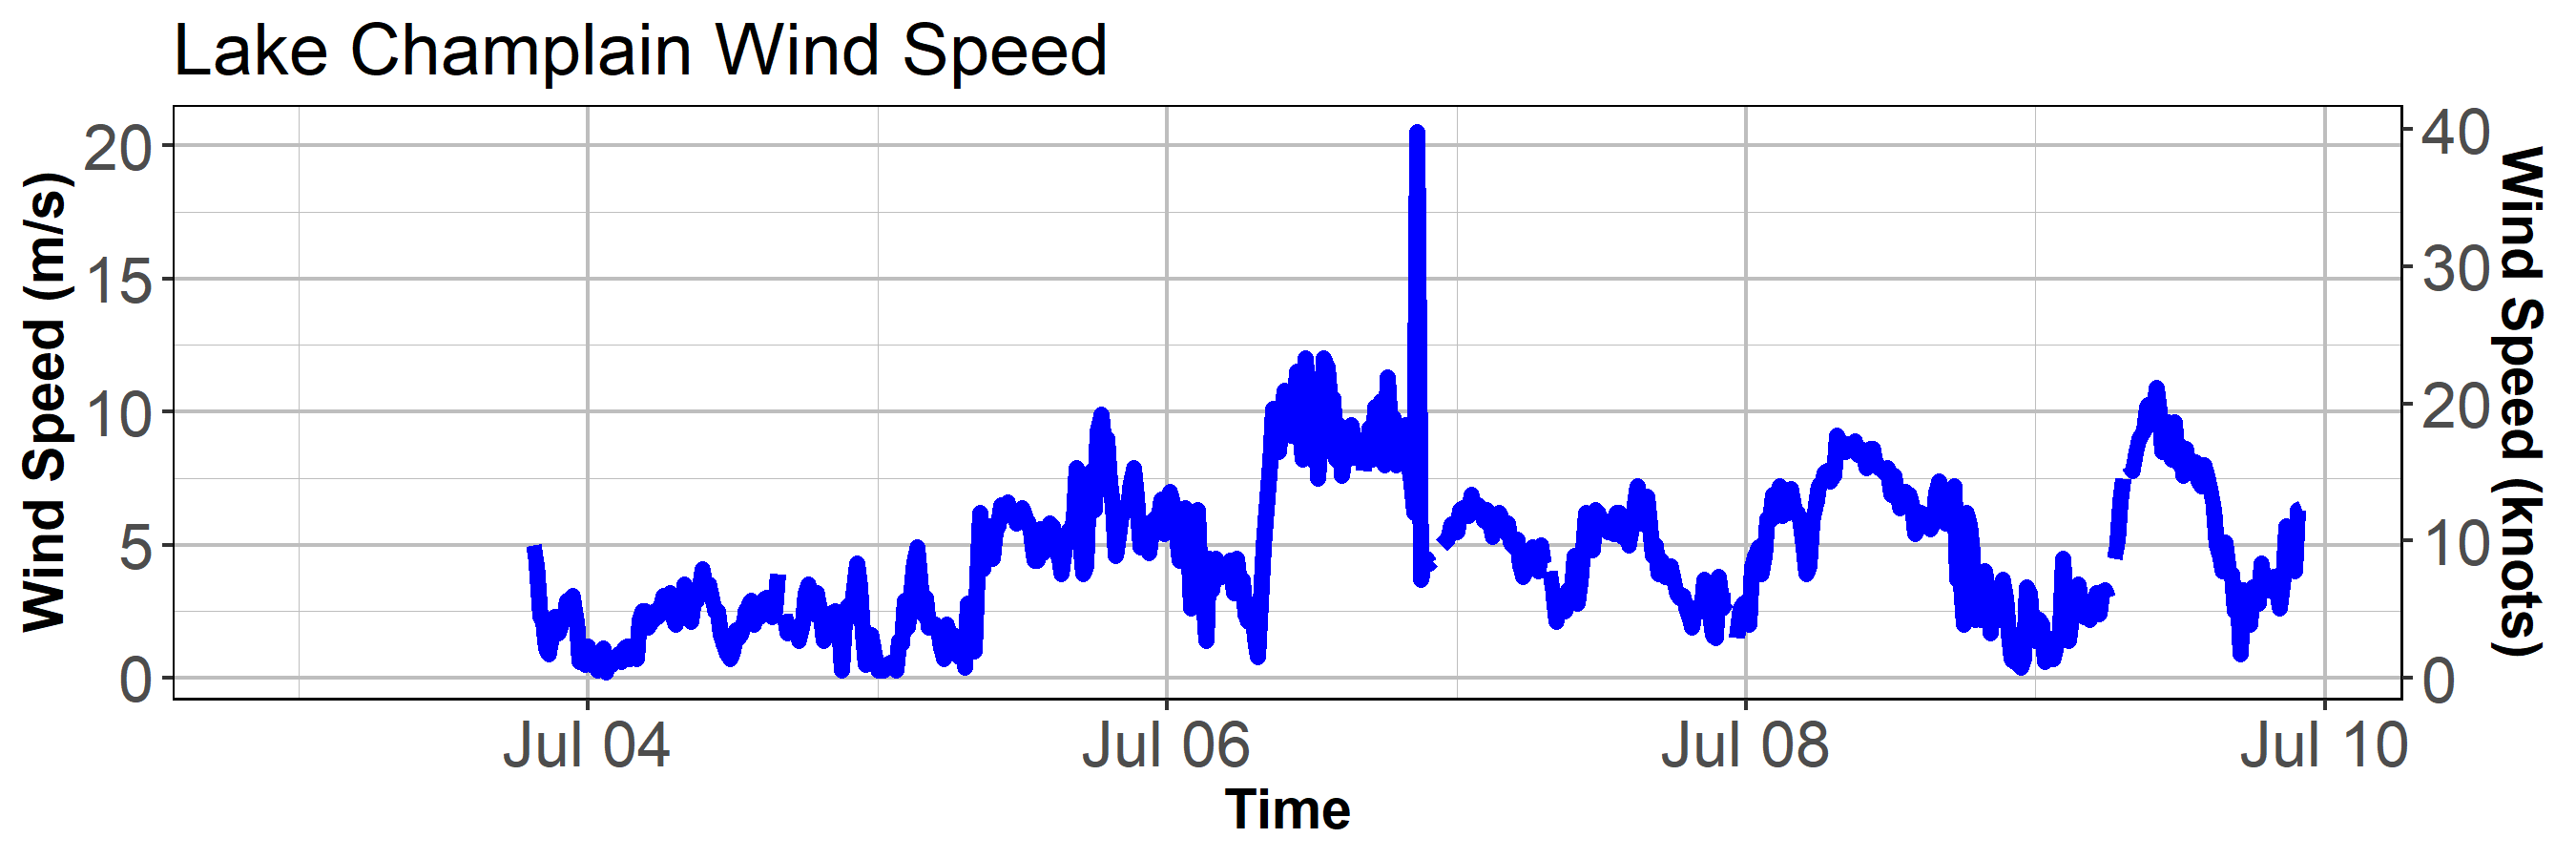 Lake Champlain Wind Speed
Wind Speed (m/s)
20
15
10
5
0
40
30
20
10
0
Wind Speed (knots)
Jul 04
Jul 06
Jul 08
Jul 10
Time